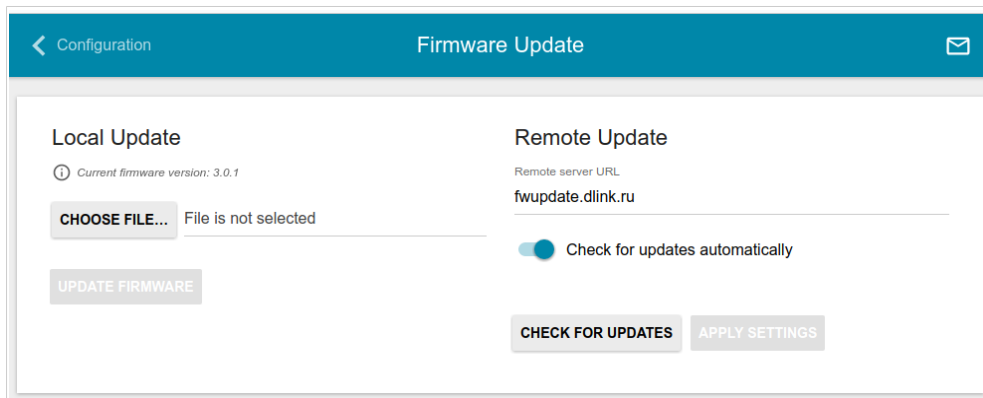 Configuration
Firmware Update
Local Update
Current firmware version: 3.0.1
CHOOSE FILE...
File is not selected
UPDATE FIRMWARE
Remote Update
Remote server URL
fwupdate.dlink.ru
Check for updates automatically
CHECK FOR UPDATES
APPLY SETTINGS